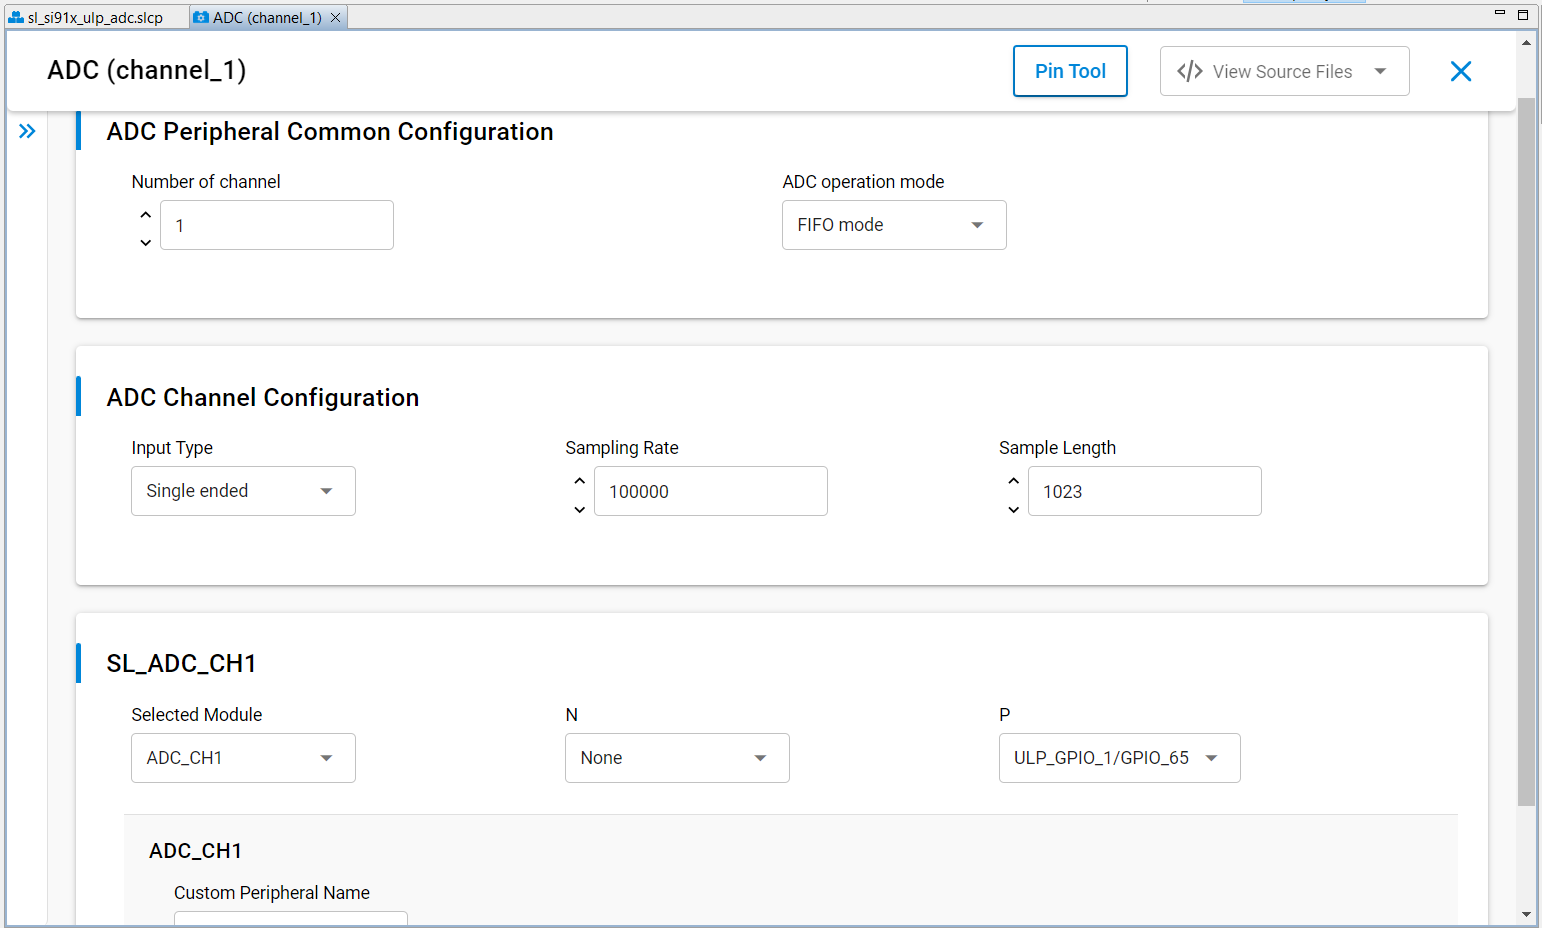 sl_si91x_ulp_adc.slcp
ADC (channel_1)
ADC (channel_1)
Pin Tool
View Source Files
ADC Peripheral Common Configuration
Number of channel
ADC operation mode
1
FIFO mode
ADC Channel Configuration
Input Type
Sampling Rate
Sample Length
Single ended
100000
1023
SL_ADC_CH1
Selected Module
N
P
ADC_CH1
None
ULP_GPIO_1/GPIO_65
ADC_CH1
Custom Peripheral Name